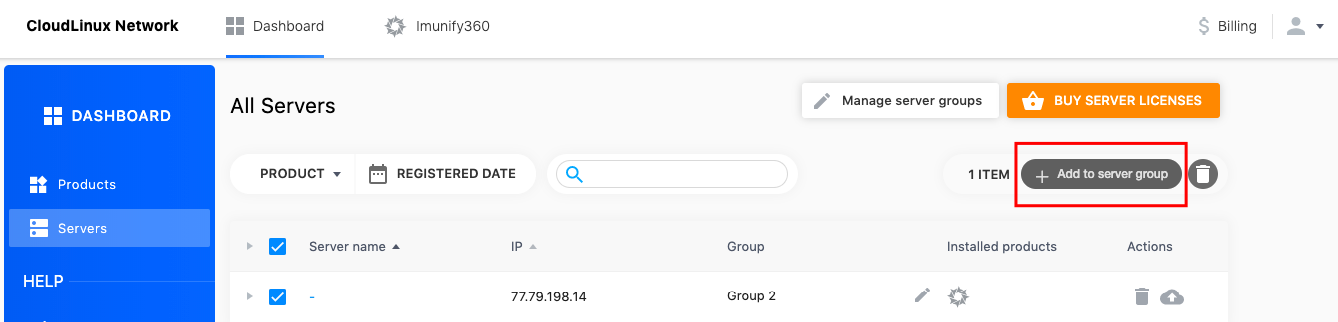 CloudLinux Network Dashboard Imunify360 Billing
All Servers Manage server groups BUY SERVER LICENSES
DASHBOARD
PRODUCT REGISTERED DATE 1 ITEM + Add to server group
Products
Servers
Server name IP Group Installed products Actions
HELP
- 77.79.198.14 Group 2